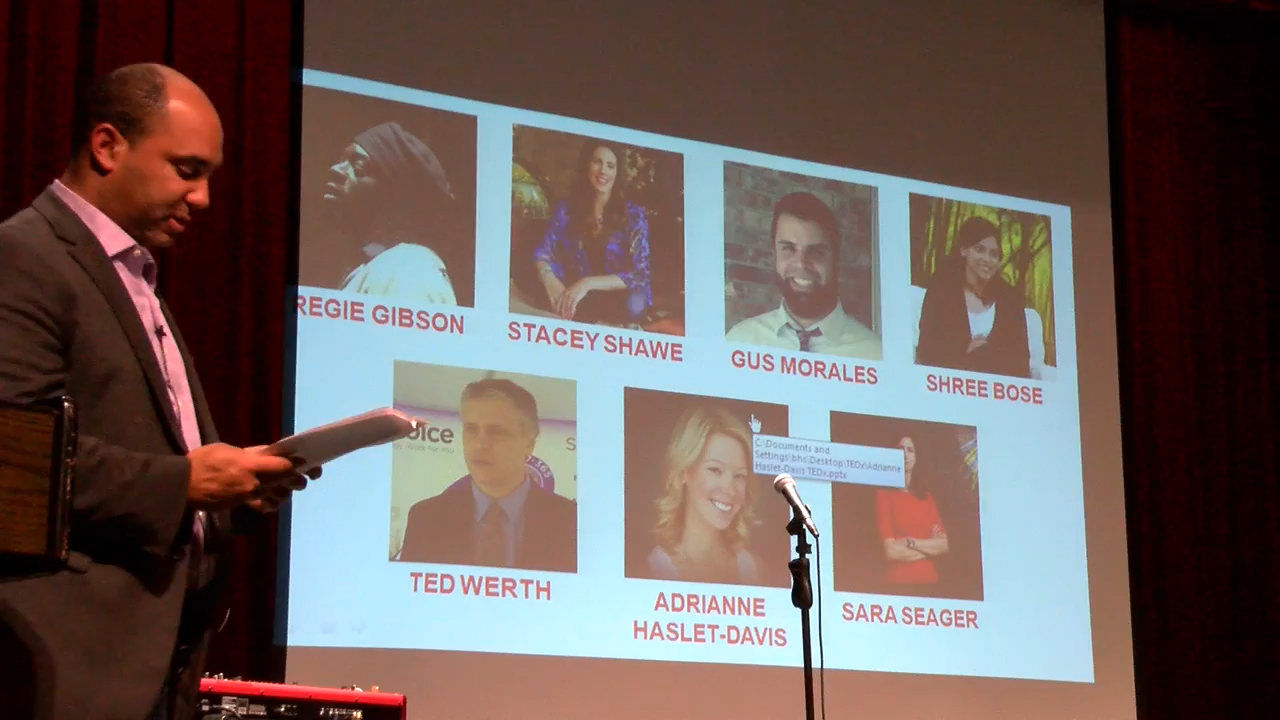 REGIE GIBSON
STACEY SHAWE
GUS MORALES
SHREE BOSE
oice
TED WERTH
ADRIANNE
HASLET-DAVIS
C:\Documents and
Settings\bhs\Desktop\TEDx\Adrianne
Haslet-Davis TEDx.pptx
SARA SEAGER